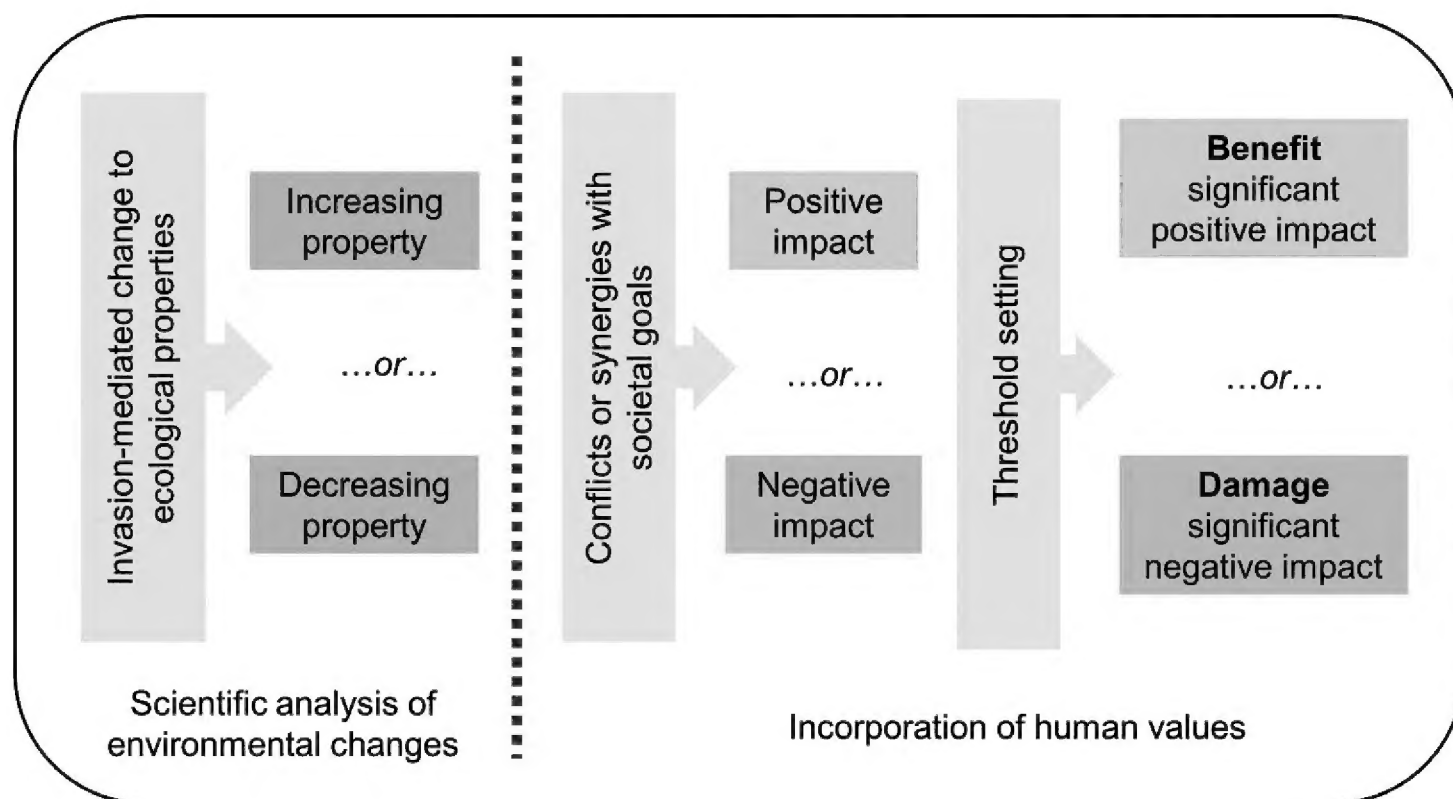 Invasion-mediated change to
ecological properties
Increasing
property
…or…
Decreasing
property
Scientific analysis of
environmental changes
Conflicts or synergies with
societal goals
Positive
impact
…or…
Negative
impact
Threshold setting
Benefit
significant
positive impact
…or…
Damage
significant
negative impact
Incorporation of human values